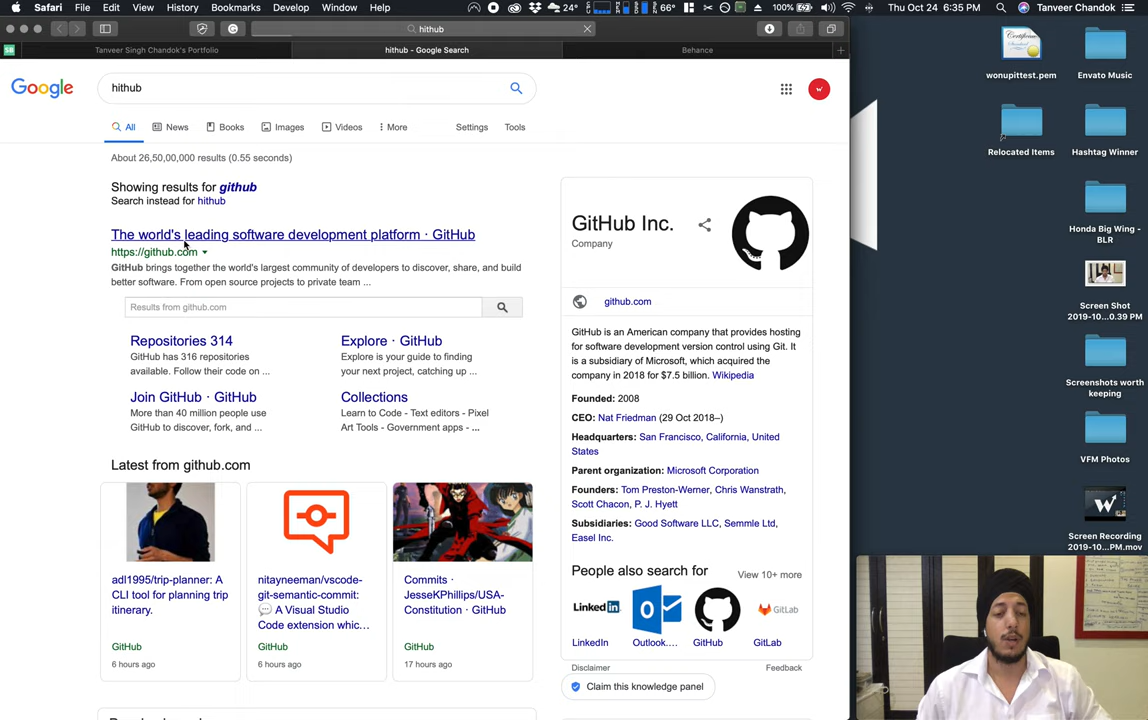 Safari File Edit View History Bookmarks Develop Window Help 24° 66° 100% Thu Oct 24 6:35 PM Tanveer Chandok
hithub
SB Tanveer Singh Chandok's Portfolio hithub - Google Search Behance
Google hithub
All News Books Images Videos More Settings Tools
About 26,50,00,000 results (0.55 seconds)
Showing results for github
Search instead for hithub
The world's leading software development platform · GitHub
https://github.com
GitHub brings together the world's largest community of developers to discover, share, and build
better software. From open source projects to private team ...
Results from github.com
Repositories 314
GitHub has 316 repositories
available. Follow their code on ...
Explore · GitHub
Explore is your guide to finding
your next project, catching up ...
Join GitHub · GitHub
More than 40 million people use
GitHub to discover, fork, and ...
Collections
Learn to Code - Text editors - Pixel
Art Tools - Government apps - ...
Latest from github.com
adl1995/trip-planner: A
CLI tool for planning trip
itinerary.
GitHub
6 hours ago
nitayneeman/vscode-
git-semantic-commit:
💬 A Visual Studio
Code extension whic...
GitHub
6 hours ago
Commits ·
JesseKPhillips/USA-
Constitution · GitHub
GitHub
17 hours ago
GitHub Inc.
Company
github.com
GitHub is an American company that provides hosting
for software development version control using Git. It
is a subsidiary of Microsoft, which acquired the
company in 2018 for $7.5 billion. Wikipedia
Founded: 2008
CEO: Nat Friedman (29 Oct 2018–)
Headquarters: San Francisco, California, United
States
Parent organization: Microsoft Corporation
Founders: Tom Preston-Werner, Chris Wanstrath,
Scott Chacon, P. J. Hyett
Subsidiaries: Good Software LLC, Semmle Ltd,
Easel Inc.
People also search for View 10+ more
LinkedIn GitLab
LinkedIn Outlook.... GitHub GitLab
Disclaimer Feedback
Claim this knowledge panel
Certificate
wonupittest.pem
Envato Music
Relocated Items
Hashtag Winner
Honda Big Wing -
BLR
Screen Shot
2019-10...0.39 PM
Screenshots worth
keeping
VFM Photos
Screen Recording
2019-10...PM.mov